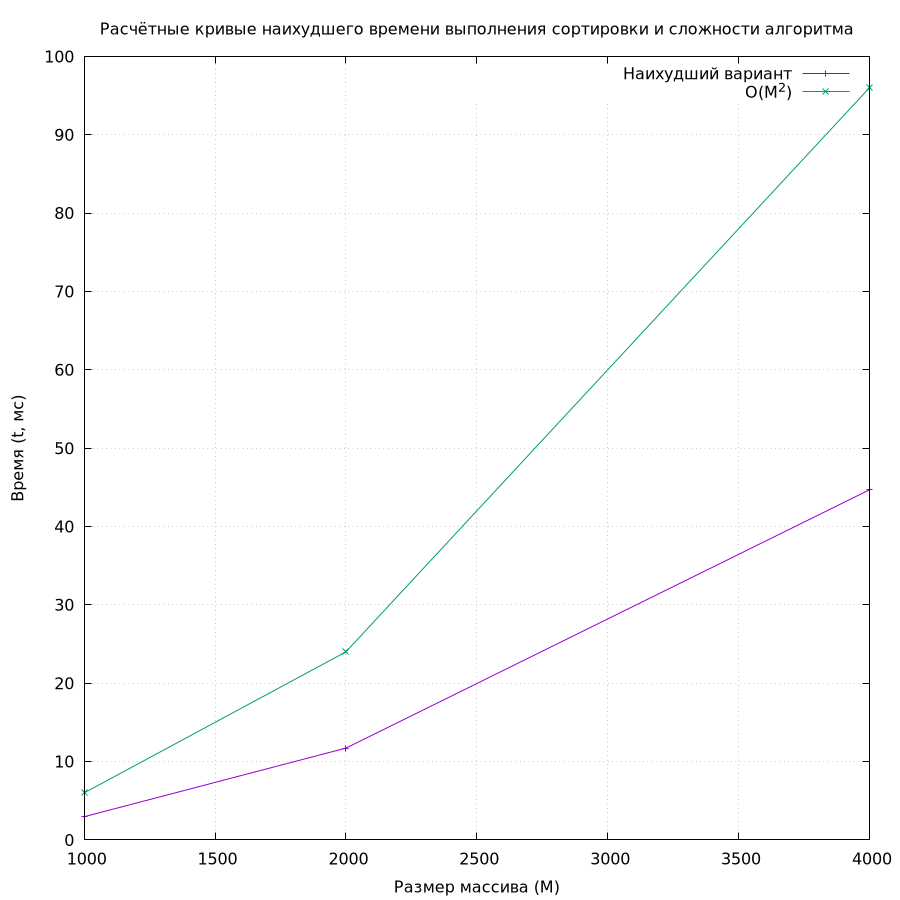 Расчётные кривые наихудшего времени выполнения сортировки и сложности алгоритма
Наихудший вариант
O(M²)
100
90
80
70
60
50
40
30
20
10
0
Время (t, мс)
1000 1500 2000 2500 3000 3500 4000
Размер массива (M)